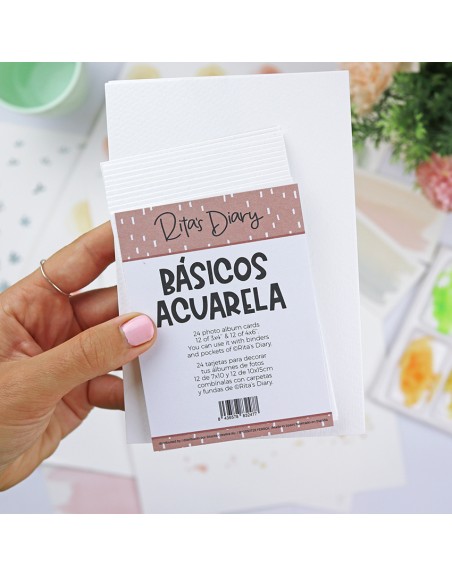 Rita's Diary
BÁSICOS
ACUARELA
24 photo album cards
12 of 3x4" & 12 of 4x6".
You can use it with binders
and pockets of ©Rita's Diary.
24 tarjetas para decorar
tus álbumes de fotos
12 de 7x10 y 12 de 10x15cm
combínalas con carpetas
y fundas de ©Rita's Diary.